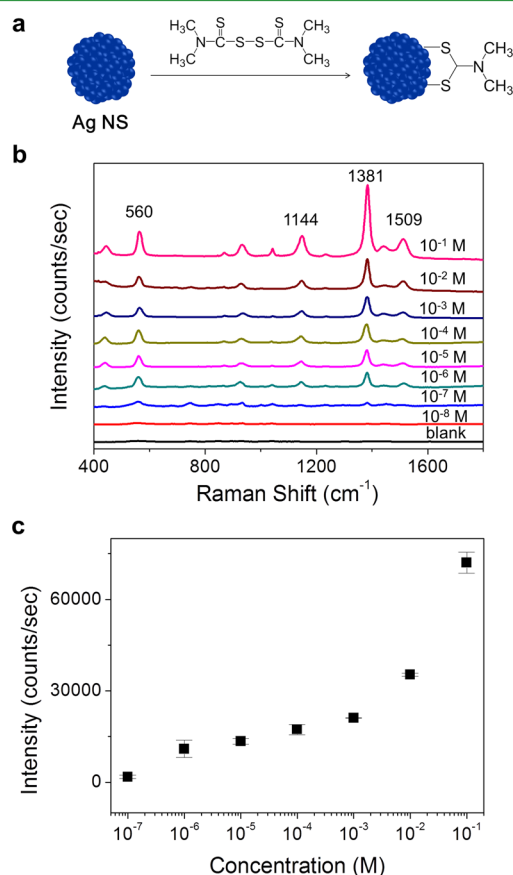 a
H₃C S S CH₃
N—C—S—S—C—N
H₃C CH₃
Ag NS
S CH₃
N
S CH₃
b
Intensity (counts/sec)
560
1144
1381
1509
10⁻¹ M
10⁻² M
10⁻³ M
10⁻⁴ M
10⁻⁵ M
10⁻⁶ M
10⁻⁷ M
10⁻⁸ M
blank
400 800 1200 1600
Raman Shift (cm⁻¹)
c
Intensity (counts/sec)
60000
30000
0
10⁻⁷ 10⁻⁶ 10⁻⁵ 10⁻⁴ 10⁻³ 10⁻² 10⁻¹
Concentration (M)